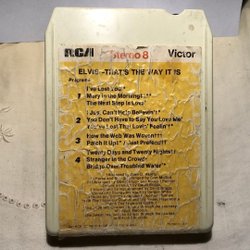 RCA Stereo 8 Victor
ELVIS-THAT'S THE WAY IT IS
Program
I've Lost You
1 Mary in the Morning
The Next Step Is Love
I Just Can't Help Believin'
2 You Don't Have to Say You Love Me
You've Lost That Lovin' Feelin'
How the Web Was Woven
3 Patch It Up I Just Pretend
Twenty Days and Twenty Nights
4 Stranger in the Crowd
Bridge Over Troubled Water